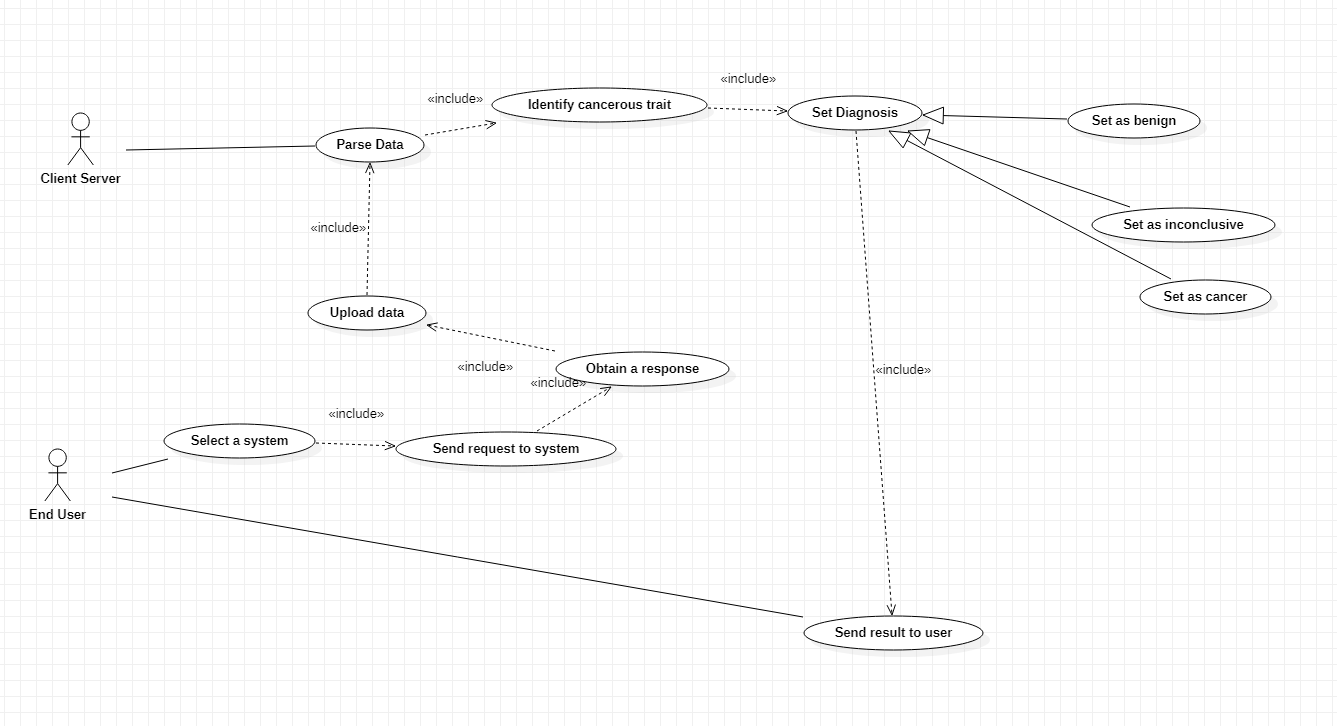 «include»
«include»
Identify cancerous trait
Set Diagnosis
Set as benign
Parse Data
Client Server
«include»
Set as inconclusive
Set as cancer
Upload data
«include»
Obtain a response
«include»
«include»
«include»
Select a system
Send request to system
End User
Send result to user